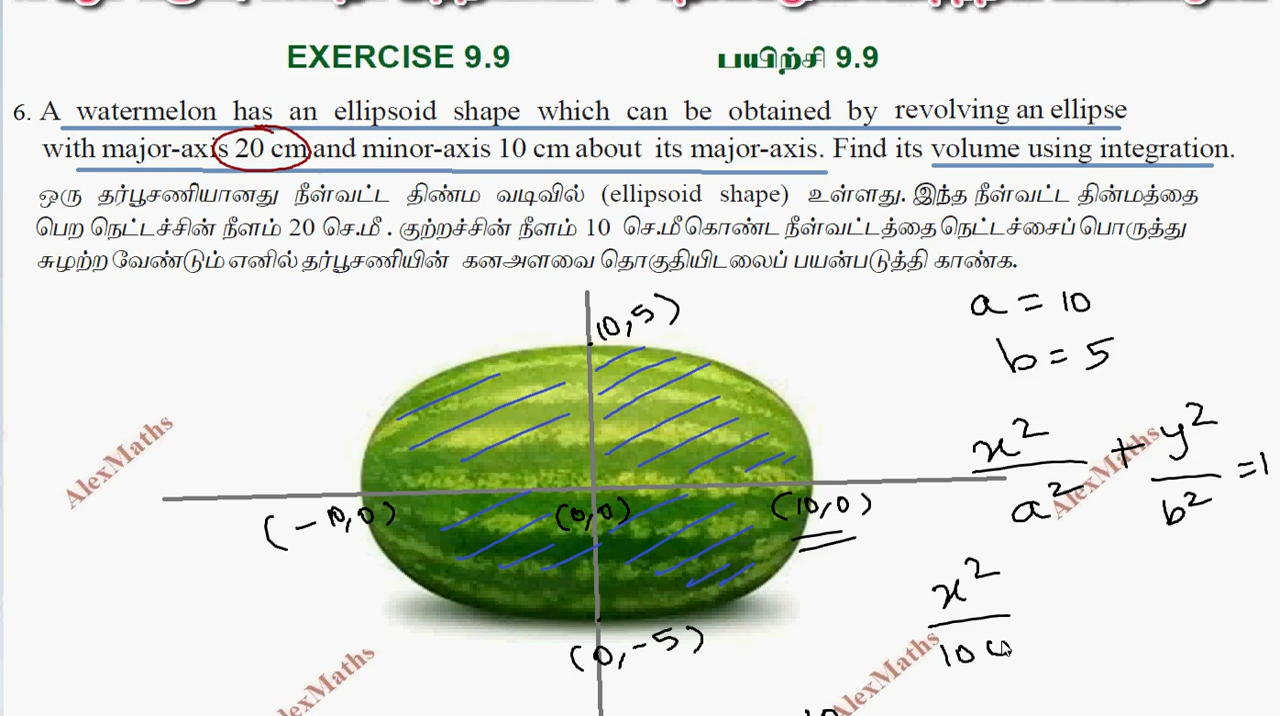 EXERCISE 9.9 பயிற்சி 9.9
6. A watermelon has an ellipsoid shape which can be obtained by revolving an ellipse
with major-axis 20 cm and minor-axis 10 cm about its major-axis. Find its volume using integration.
ஒரு தர்பூசணியானது நீள்வட்ட திண்ம வடிவில் (ellipsoid shape) உள்ளது. இந்த நீள்வட்ட தின்மத்தை
பெற நெட்டச்சின் நீளம் 20 செ.மீ . குற்றச்சின் நீளம் 10 செ.மீ கொண்ட நீள்வட்டத்தை நெட்டச்சைப் பொருத்து
சுழற்ற வேண்டும் எனில் தர்பூசணியின் கனஅளவை தொகுதியிடலைப் பயன்படுத்தி காண்க.
a = 10
(0,5)
b = 5
x² / a² + y² / b² = 1
AlexMaths
AlexMaths
(-10,0) (0,0) (10,0)
x²
100
(0,-5)
AlexMaths
AlexMaths
10